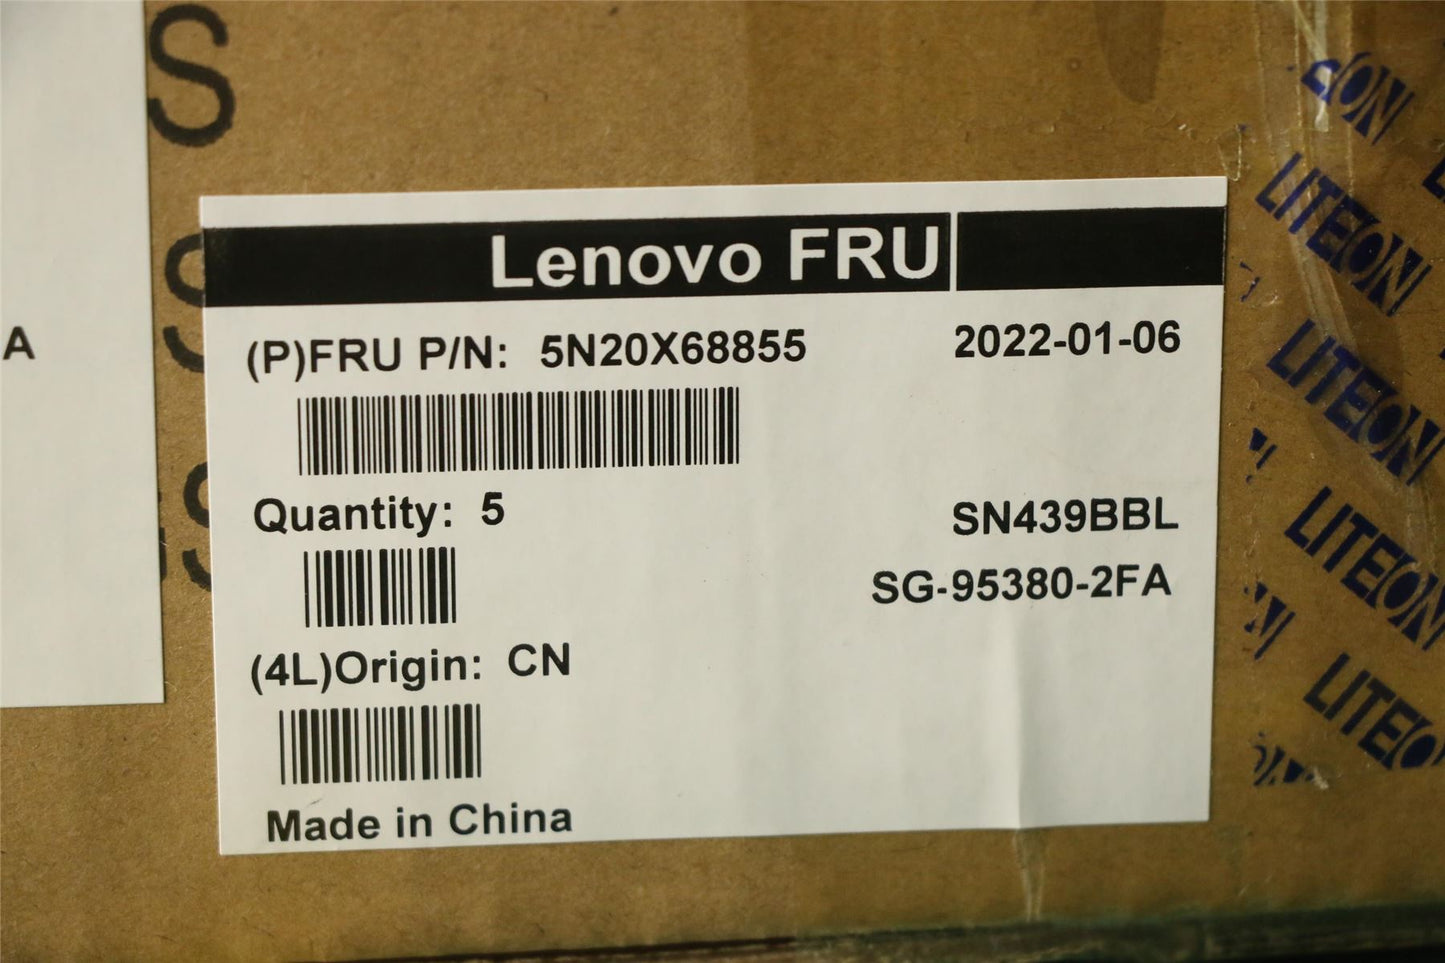 S
S
S
A
Lenovo FRU
(P)FRU P/N: 5N20X68855
2022-01-06
Quantity: 5
SN439BBL
SG-95380-2FA
(4L)Origin: CN
Made in China
LITEON
LITEON
LITEON
LITEON